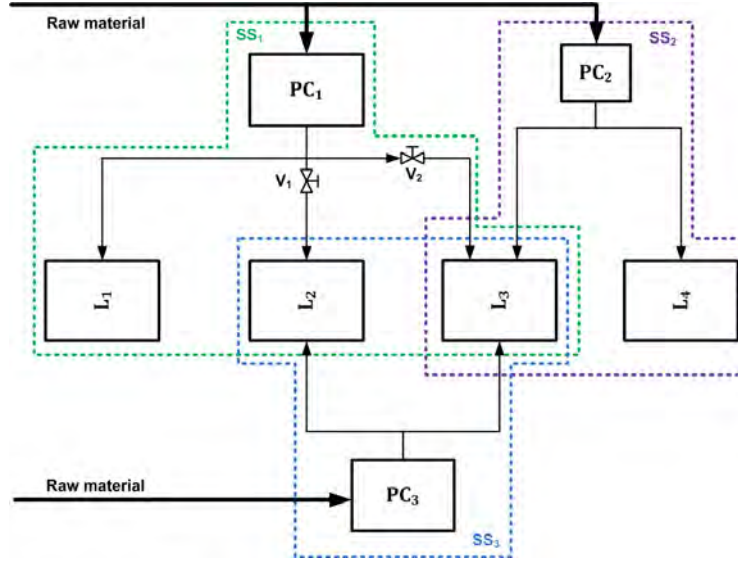 Raw material
SS₁
SS₂
PC₁
PC₂
V₁
V₂
L₁
L₂
L₃
L₄
Raw material
PC₃
SS₃